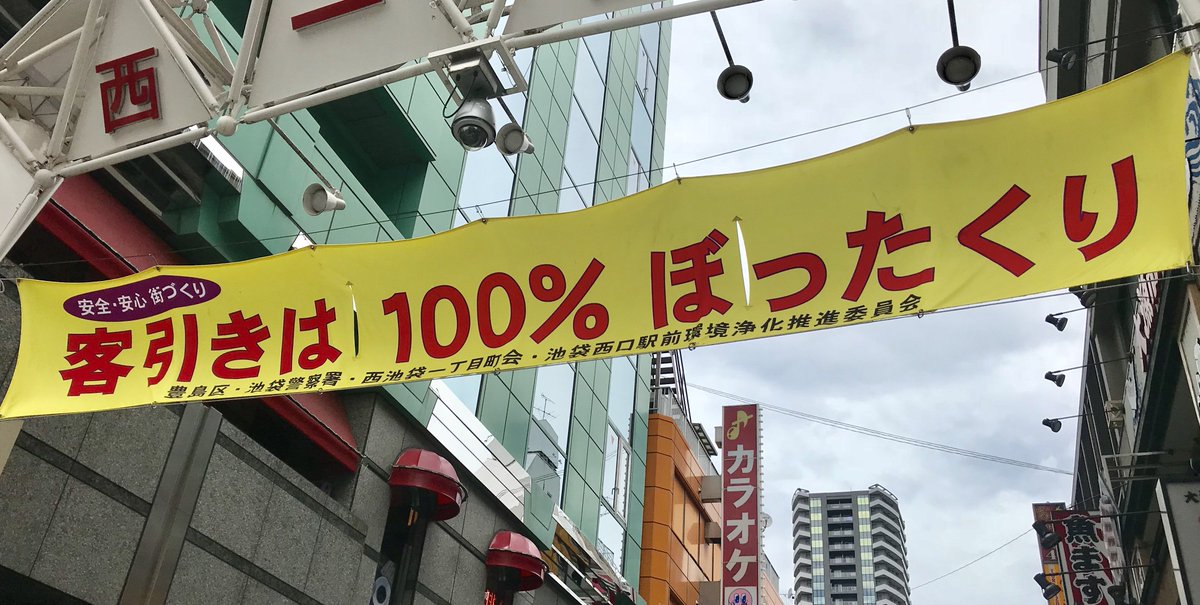 西一
安全・安心 街づくり
客引きは 100% ぼったくり
豊島区・池袋警察署・西池袋一丁目町会・池袋西口駅前環境浄化推進委員会
カラオケ
魚ます
大